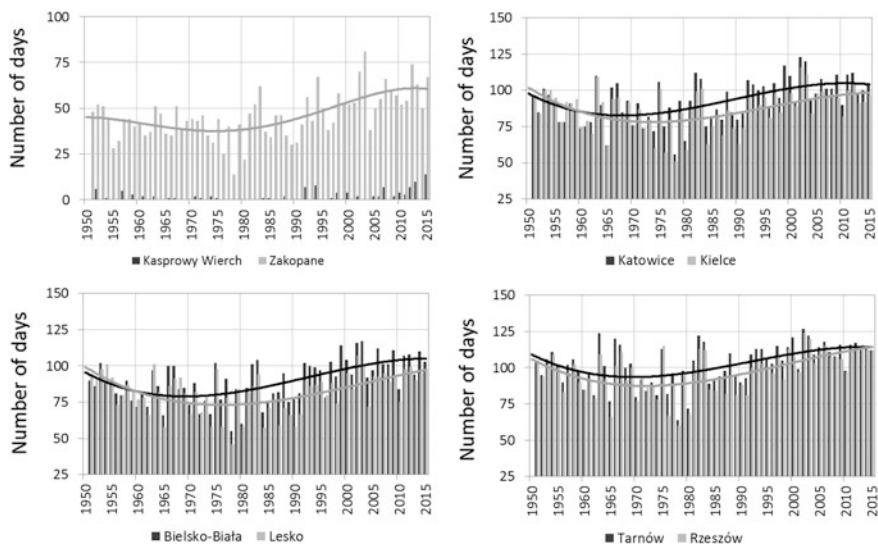 Number of days
100
75
50
25
0
1950 1955 1960 1965 1970 1975 1980 1985 1990 1995 2000 2005 2010 2015
Kasprowy Wierch Zakopane
Number of days
150
125
100
75
50
25
1950 1955 1960 1965 1970 1975 1980 1985 1990 1995 2000 2005 2010 2015
Katowice Kielce
Number of days
150
125
100
75
50
25
1950 1955 1960 1965 1970 1975 1980 1985 1990 1995 2000 2005 2010 2015
Bielsko-Biała Lesko
Number of days
150
125
100
75
50
25
1950 1955 1960 1965 1970 1975 1980 1985 1990 1995 2000 2005 2010 2015
Tarnów Rzeszów